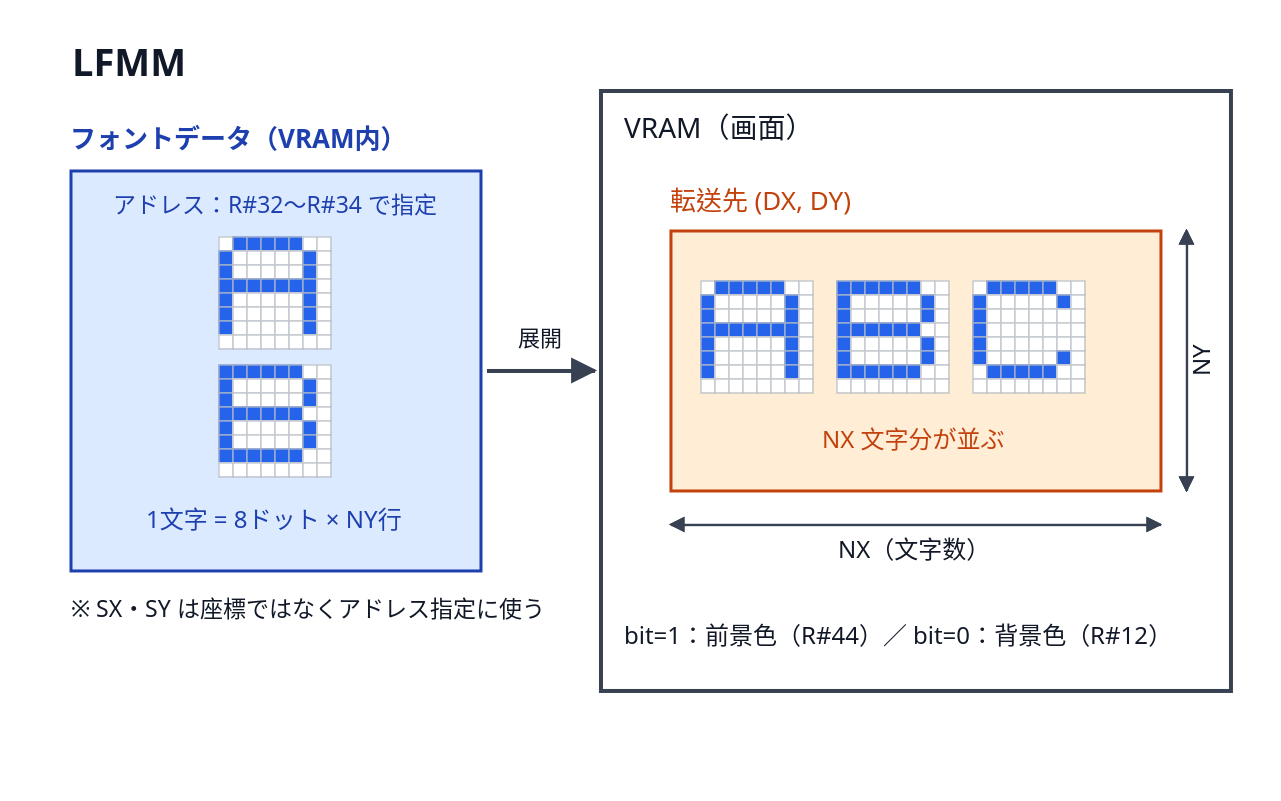 LFMM
フォントデータ（VRAM内）
アドレス：R#32～R#34 で指定
1文字 = 8ドット × NY行
※ SX・SY は座標ではなくアドレス指定に使う
展開
VRAM（画面）
転送先 (DX, DY)
NX 文字分が並ぶ
NY
NX（文字数）
bit=1：前景色（R#44）／ bit=0：背景色（R#12）